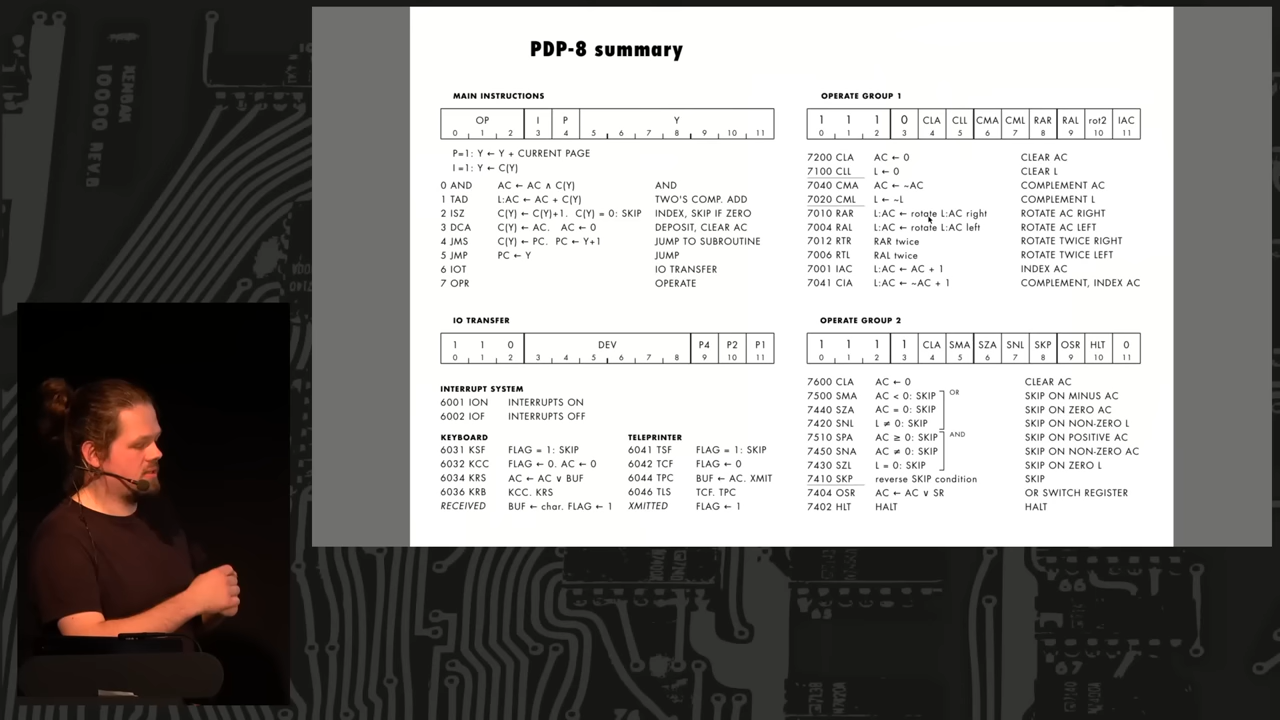 KENBAK
10000 REV.B
PDP-8 summary
MAIN INSTRUCTIONS
OP I P Y
0 1 2 3 4 5 6 7 8 9 10 11
P=1: Y ← Y + CURRENT PAGE
I =1: Y ← C(Y)
0 AND AC ← AC ∧ C(Y) AND
1 TAD L:AC ← AC + C(Y) TWO'S COMP. ADD
2 ISZ C(Y) ← C(Y)+1. C(Y) = 0: SKIP INDEX, SKIP IF ZERO
3 DCA C(Y) ← AC. AC ← 0 DEPOSIT, CLEAR AC
4 JMS C(Y) ← PC. PC ← Y+1 JUMP TO SUBROUTINE
5 JMP PC ← Y JUMP
6 IOT IO TRANSFER
7 OPR OPERATE
OPERATE GROUP 1
1 1 1 0 CLA CLL CMA CML RAR RAL rot2 IAC
0 1 2 3 4 5 6 7 8 9 10 11
7200 CLA AC ← 0 CLEAR AC
7100 CLL L ← 0 CLEAR L
7040 CMA AC ← ~AC COMPLEMENT AC
7020 CML L ← ~L COMPLEMENT L
7010 RAR L:AC ← rotate L:AC right ROTATE AC RIGHT
7004 RAL L:AC ← rotate L:AC left ROTATE AC LEFT
7012 RTR RAR twice ROTATE TWICE RIGHT
7006 RTL RAL twice ROTATE TWICE LEFT
7001 IAC L:AC ← AC + 1 INDEX AC
7041 CIA L:AC ← ~AC + 1 COMPLEMENT, INDEX AC
IO TRANSFER
1 1 0 DEV P4 P2 P1
0 1 2 3 4 5 6 7 8 9 10 11
INTERRUPT SYSTEM
6001 ION INTERRUPTS ON
6002 IOF INTERRUPTS OFF
KEYBOARD
6031 KSF FLAG = 1: SKIP
6032 KCC FLAG ← 0. AC ← 0
6034 KRS AC ← AC ∨ BUF
6036 KRB KCC. KRS
RECEIVED BUF ← char. FLAG ← 1
TELEPRINTER
6041 TSF FLAG = 1: SKIP
6042 TCF FLAG ← 0
6044 TPC BUF ← AC. XMIT
6046 TLS TCF. TPC
XMITTED FLAG ← 1
OPERATE GROUP 2
1 1 1 1 CLA SMA SZA SNL SKP OSR HLT 0
0 1 2 3 4 5 6 7 8 9 10 11
7600 CLA AC ← 0 CLEAR AC
7500 SMA AC < 0: SKIP OR SKIP ON MINUS AC
7440 SZA AC = 0: SKIP SKIP ON ZERO AC
7420 SNL L ≠ 0: SKIP SKIP ON NON-ZERO L
7510 SPA AC ≥ 0: SKIP AND SKIP ON POSITIVE AC
7450 SNA AC ≠ 0: SKIP SKIP ON NON-ZERO AC
7430 SZL L = 0: SKIP SKIP ON ZERO L
7410 SKP reverse SKIP condition SKIP
7404 OSR AC ← AC ∨ SR OR SWITCH REGISTER
7402 HLT HALT HALT